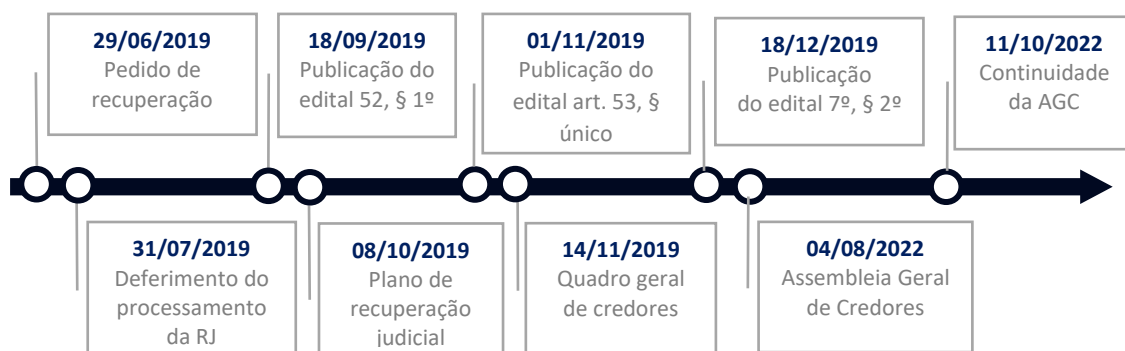 29/06/2019
Pedido de
recuperação
18/09/2019
Publicação do
edital 52, § 1º
01/11/2019
Publicação do
edital art. 53, §
único
18/12/2019
Publicação
do edital 7º, § 2º
11/10/2022
Continuidade
da AGC
31/07/2019
Deferimento do
processamento
da RJ
08/10/2019
Plano de
recuperação
judicial
14/11/2019
Quadro geral
de credores
04/08/2022
Assembleia Geral
de Credores